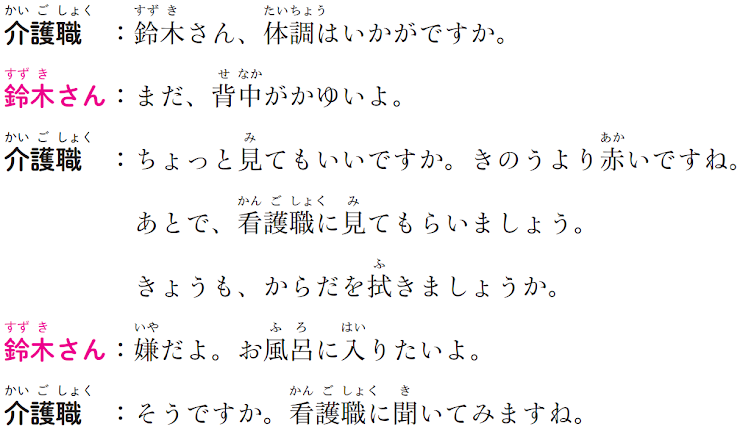 介護職：鈴木さん、体調はいかがですか。
鈴木さん：まだ、背中がかゆいよ。
介護職：ちょっと見てもいいですか。きのうより赤いですね。
あとで、看護職に見てもらいましょう。
きょうも、からだを拭きましょうか。
鈴木さん：嫌だよ。お風呂に入りたいよ。
介護職：そうですか。看護職に聞いてみますね。